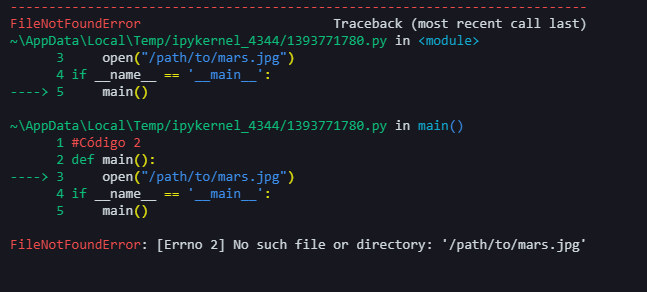 ---------------------------------------------------------------------------
FileNotFoundError                         Traceback (most recent call last)
~\AppData\Local\Temp/ipykernel_4344/1393771780.py in <module>
      3     open("/path/to/mars.jpg")
      4 if __name__ == '__main__':
----> 5     main()

~\AppData\Local\Temp/ipykernel_4344/1393771780.py in main()
      1 #Código 2
      2 def main():
----> 3     open("/path/to/mars.jpg")
      4 if __name__ == '__main__':
      5     main()

FileNotFoundError: [Errno 2] No such file or directory: '/path/to/mars.jpg'